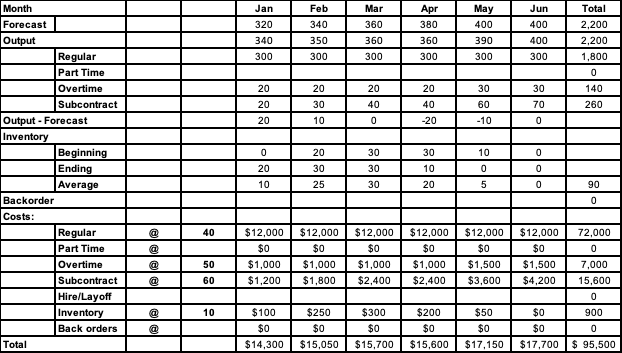 Month Jan Feb Mar Apr May Jun Total
Forecast 320 340 360 380 400 400 2,200
Output 340 350 360 360 390 400 2,200
Regular 300 300 300 300 300 300 1,800
Part Time 0
Overtime 20 20 20 20 30 30 140
Subcontract 20 30 40 40 60 70 260
Output - Forecast 20 10 0 -20 -10 0
Inventory
Beginning 0 20 30 30 10 0
Ending 20 30 30 10 0 0
Average 10 25 30 20 5 0 90
Backorder 0
Costs:
Regular @ 40 $12,000 $12,000 $12,000 $12,000 $12,000 $12,000 72,000
Part Time @ $0 $0 $0 $0 $0 $0 0
Overtime @ 50 $1,000 $1,000 $1,000 $1,000 $1,500 $1,500 7,000
Subcontract @ 60 $1,200 $1,800 $2,400 $2,400 $3,600 $4,200 15,600
Hire/Layoff 0
Inventory @ 10 $100 $250 $300 $200 $50 $0 900
Back orders @ $0 $0 $0 $0 $0 $0 0
Total $14,300 $15,050 $15,700 $15,600 $17,150 $17,700 $ 95,500